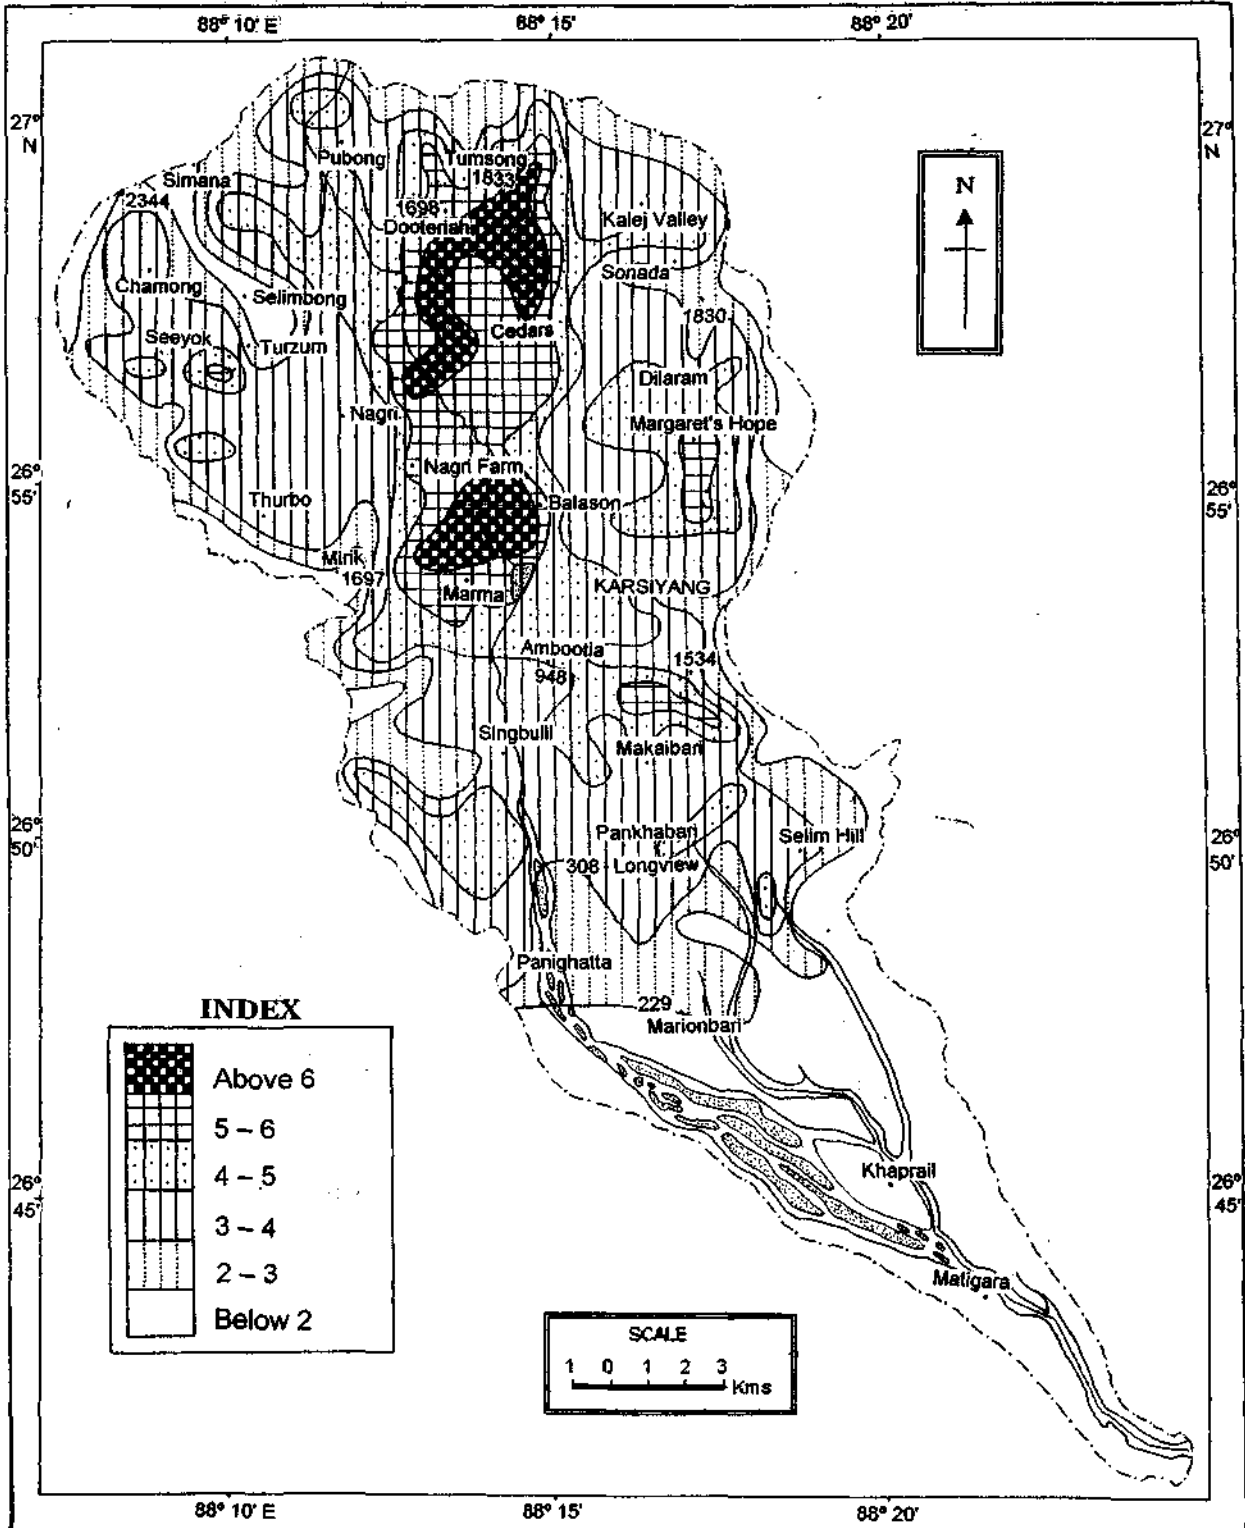 88° 10' E
88° 15'
88° 20'
27°
N
27°
N
N
Pubong
Tumsong
1833
Simana
2344
1698
Dooteriah
Kalej Valley
Sonada
Chamong
Selimbong
1830
Seeyok
Turzum
Cedars
Dilaram
Nagri
Margaret's Hope
26°
55'
Nagri Farm
26°
55'
Thurbo
Balason
Mirik
1697
Marma
KARSIYANG
Ambootia
948
1534
Singbulli
Makaibari
26°
50'
Pankhabari
Selim Hill
26°
50'
308
Longview
Panighatta
229
Marionbari
INDEX
Above 6
5 – 6
4 – 5
3 – 4
2 – 3
Below 2
Khaprail
26°
45'
26°
45'
Matigara
SCALE
1 0 1 2 3
Kms
88° 10' E
88° 15'
88° 20'